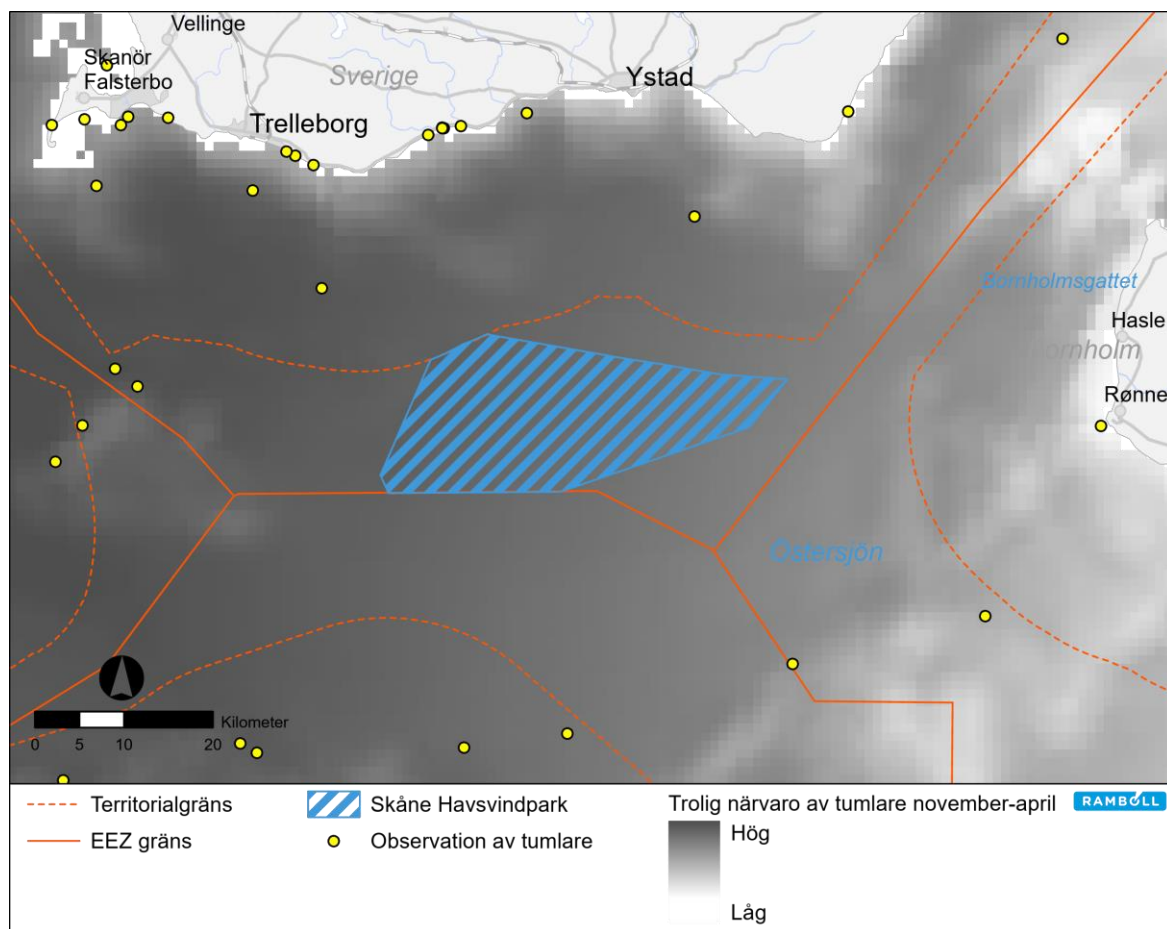 Vellinge
Skanör
Falsterbo
Sverige
Ystad
Trelleborg
Bornholmsgattet
Hasle
Bornholm
Rønne
Östersjön
Kilometer
0 5 10 20
Territorialgräns
EEZ gräns
Skåne Havsvindpark
Observation av tumlare
Trolig närvaro av tumlare november-april
Hög
Låg
RAMBOLL